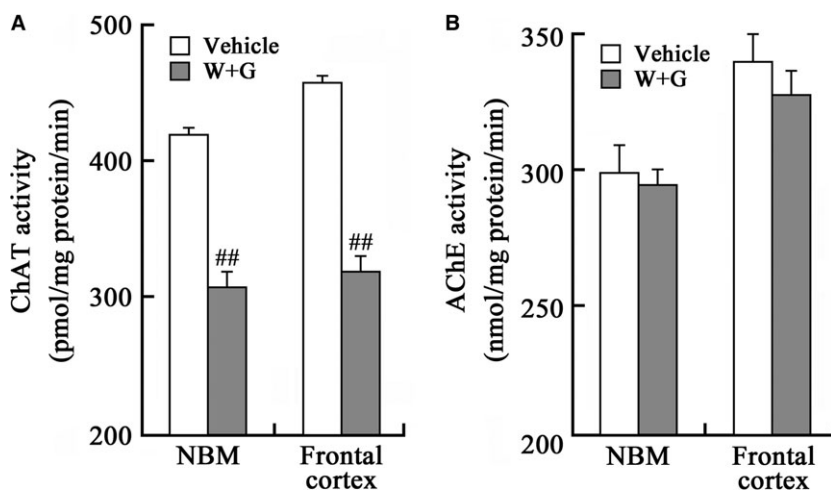 A
ChAT activity
(pmol/mg protein/min)
500
400
300
200
Vehicle
W+G
##
##
NBM
Frontal
cortex
B
AChE activity
(nmol/mg protein/min)
350
300
250
200
Vehicle
W+G
NBM
Frontal
cortex